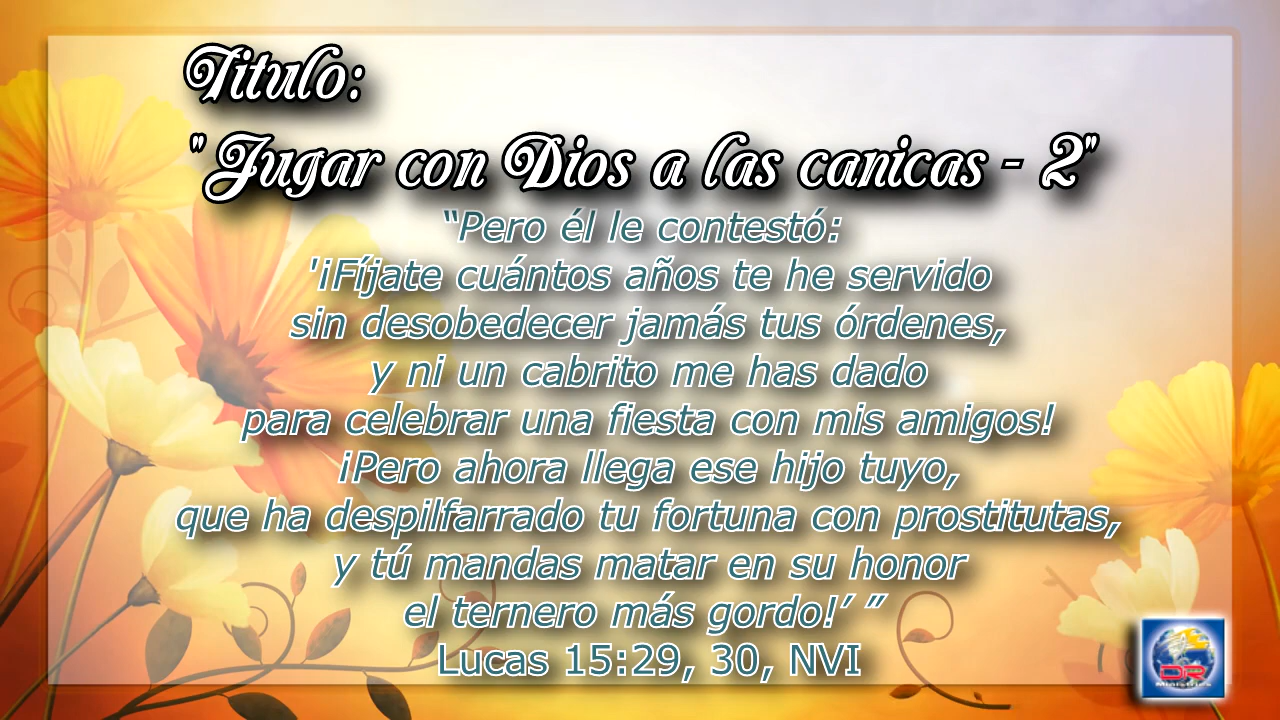 Titulo:
" Jugar con Dios a las canicas - 2"
“Pero él le contestó:
'¡Fíjate cuántos años te he servido
sin desobedecer jamás tus órdenes,
y ni un cabrito me has dado
para celebrar una fiesta con mis amigos!
¡Pero ahora llega ese hijo tuyo,
que ha despilfarrado tu fortuna con prostitutas,
y tú mandas matar en su honor
el ternero más gordo!’ ”
Lucas 15:29, 30, NVI
DR
Ministries